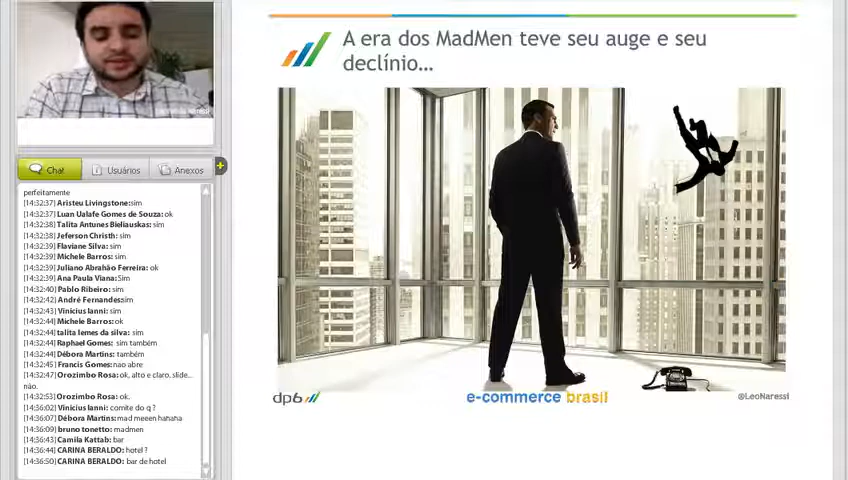 A era dos MadMen teve seu auge e seu
declínio...
Chat
Usuários
Anexos
perfeitamente
[14:32:37] Aristeu Livingstone: sim
[14:32:37] Luan Ualafe Gomes de Souza: ok
[14:32:38] Talita Antunes Bieliauskas: sim
[14:32:38] Jeferson Christh: sim
[14:32:39] Flaviane Silva: sim
[14:32:39] Michele Barros: sim
[14:32:39] Juliano Abrahão Ferreira: ok
[14:32:39] Ana Paula Viana: Sim
[14:32:40] Pablo Ribeiro: sim
[14:32:42] André Fernandes: sim
[14:32:43] Vinicius Ianni: sim
[14:32:44] Michele Barros: ok
[14:32:44] talita lemes da silva: sim
[14:32:44] Raphael Gomes: sim também
[14:32:44] Débora Martins: também
[14:32:45] Francis Gomes: nao abre
[14:32:47] Orozimbo Rosa: ok, alto e claro, slide...
não.
[14:32:53] Orozimbo Rosa: ok.
[14:36:02] Vinicius Ianni: comite do q ?
[14:36:07] Débora Martins: mad meeen hahaha
[14:36:09] bruno tonetto: madmen
[14:36:43] Camila Kattab: bar
[14:36:44] CARINA BERALDO: hotel ?
[14:36:50] CARINA BERALDO: bar de hotel
dp6
e-commerce brasil
@LeoNaressi